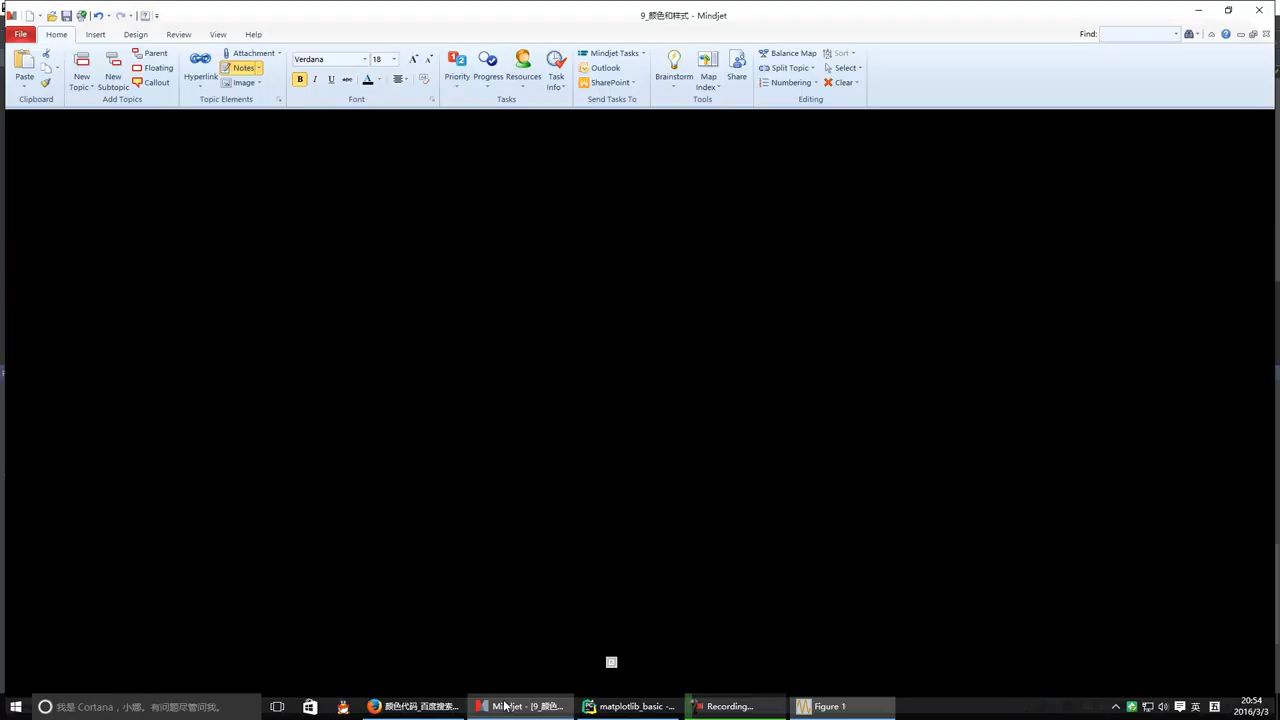 9_颜色和样式 - Mindjet
File Home Insert Design Review View Help Find:
Paste New Topic New Subtopic Parent Floating Callout Hyperlink Attachment Notes Image Verdana 18 B I U abc A Priority Progress Resources Task Info Mindjet Tasks Outlook SharePoint Brainstorm Map Index Share Balance Map Split Topic Numbering Sort Select Clear
Clipboard Add Topics Topic Elements Font Tasks Send Tasks To Tools Editing
我是 Cortana，小娜。有问题尽管问我。 颜色代码_百度搜索... Mindjet - [9_颜色... matplotlib_basic -... Recording... Figure 1 英 五 20:54
2016/3/3